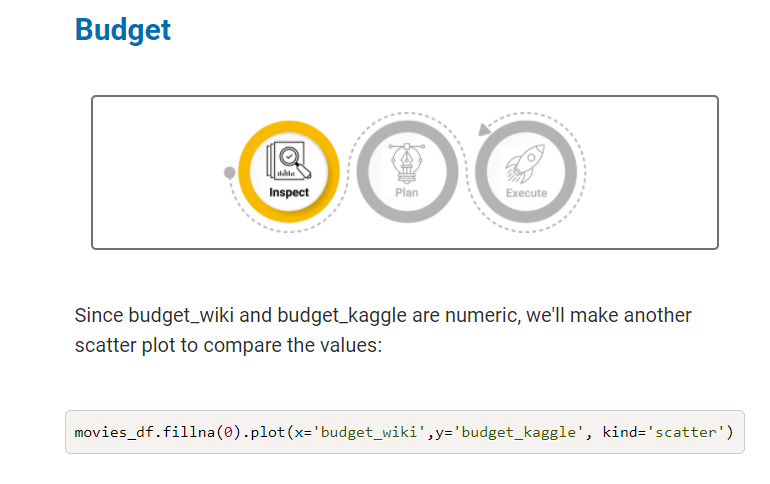 Budget
Inspect
Plan
Execute
Since budget_wiki and budget_kaggle are numeric, we'll make another
scatter plot to compare the values:
movies_df.fillna(0).plot(x='budget_wiki',y='budget_kaggle', kind='scatter')